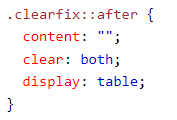 .clearfix::after {
  content: "";
  clear: both;
  display: table;
}